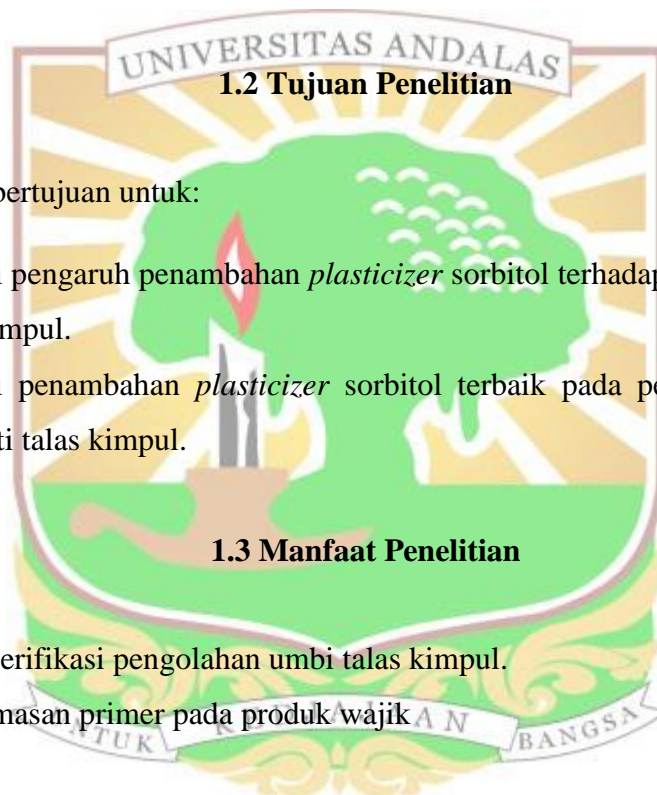 UNIVERSITAS ANDALAS
1.2 Tujuan Penelitian
bertujuan untuk:
pengaruh penambahan plasticizer sorbitol terhadap
mpul.
penambahan plasticizer sorbitol terbaik pada pe
ti talas kimpul.
1.3 Manfaat Penelitian
erifikasi pengolahan umbi talas kimpul.
masan primer pada produk wajik
UNTUK KEDJAJAAN BANGSA